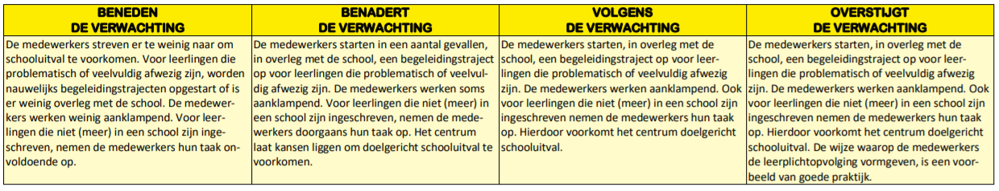 BENEDEN
DE VERWACHTING
De medewerkers streven er te weinig naar om
schooluitval te voorkomen. Voor leerlingen die
problematisch of veelvuldig afwezig zijn, worden
nauwelijks begeleidingstrajecten opgestart of is
er weinig overleg met de school. De medewer-
kers werken weinig aanklampend. Voor leer-
lingen die niet (meer) in een school zijn inge-
schreven, nemen de medewerkers hun taak on-
voldoende op.
BENADERT
DE VERWACHTING
De medewerkers starten in een aantal gevallen,
in overleg met de school, een begeleidingstraject
op voor leerlingen die problematisch of veelvul-
dig afwezig zijn. De medewerkers werken soms
aanklampend. Voor leerlingen die niet (meer) in
een school zijn ingeschreven, nemen de mede-
werkers doorgaans hun taak op. Het centrum
laat kansen liggen om doelgericht schooluitval te
voorkomen.
VOLGENS
DE VERWACHTING
De medewerkers starten, in overleg met de
school, een begeleidingstraject op voor leer-
lingen die problematisch of veelvuldig afwezig
zijn. De medewerkers werken aanklampend. Ook
voor leerlingen die niet (meer) in een school zijn
ingeschreven nemen de medewerkers hun taak
op. Hierdoor voorkomt het centrum doelgericht
schooluitval.
OVERSTIJGT
DE VERWACHTING
De medewerkers starten, in overleg met de
school, een begeleidingstraject op voor leer-
lingen die problematisch of veelvuldig afwezig
zijn. De medewerkers werken aanklampend. Ook
voor leerlingen die niet (meer) in een school zijn
ingeschreven nemen de medewerkers hun taak
op. Hierdoor voorkomt het centrum doelgericht
schooluitval. De wijze waarop de medewerkers
de leerplichtopvolging vormgeven, is een voor-
beeld van goede praktijk.